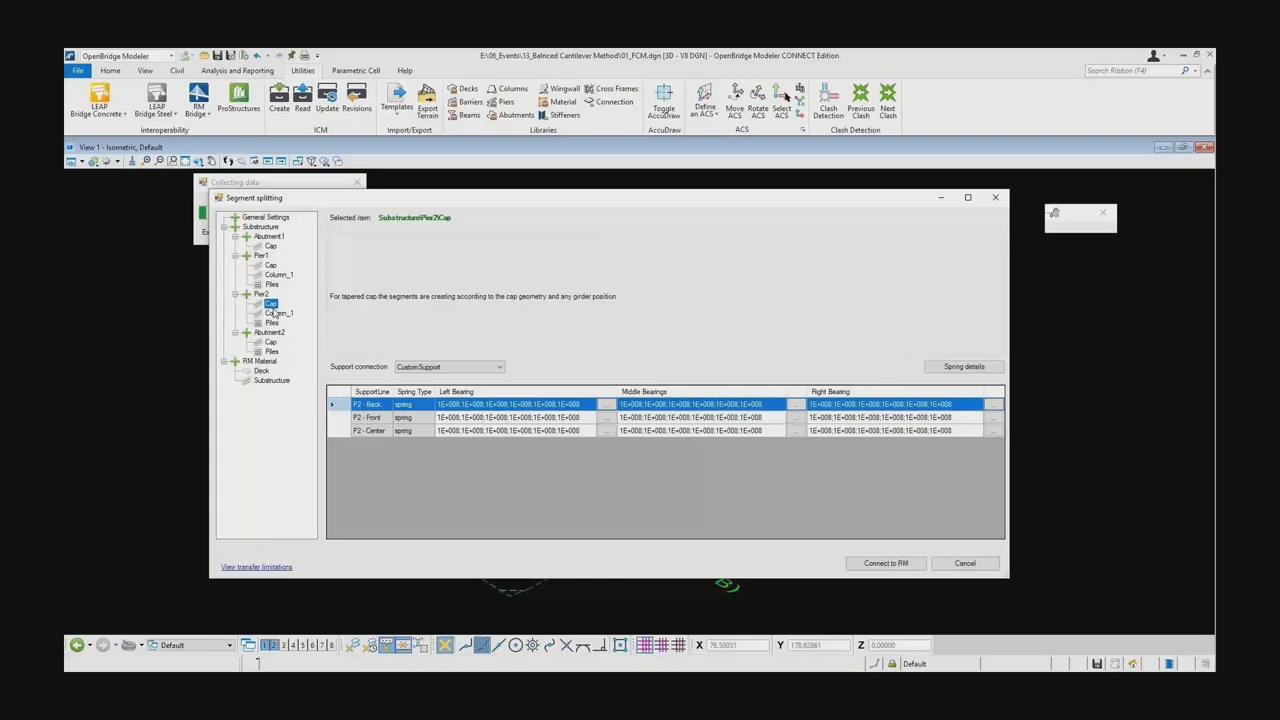 OpenBridge Modeler
E:\06_Events\13_Balnced Cantilever Method\01_FCM.dgn [3D - V8 DGN] - OpenBridge Modeler CONNECT Edition
File Home View Civil Analysis and Reporting Utilities Parametric Cell Help
Search Ribbon (F4)
LEAP Bridge Concrete
LEAP Bridge Steel
RM Bridge
ProStructures
Interoperability
Create Read Update Revisions
ICM
Templates
Export Terrain
Import/Export
Decks Columns Wingwall Cross Frames
Barriers Piers Material Connection
Beams Abutments Stiffeners
Libraries
Toggle AccuDraw
AccuDraw
Define an ACS
Move ACS
Rotate ACS
Select ACS
ACS
Clash Detection
Previous Clash
Next Clash
Clash Detection
View 1 - Isometric, Default
Collecting data
Segment splitting
General Settings
Substructure
Abutment1
Cap
Pier1
Cap
Column_1
Piles
Pier2
Cap
Column_1
Piles
Abutment2
Cap
Piles
RM Material
Deck
Substructure
Selected item: Substructure\Pier2\Cap
For tapered cap the segments are creating according to the cap geometry and any girder position
Support connection CustomSupport
Spring details
SupportLine Spring Type Left Bearing Middle Bearings Right Bearing
P2 - Back spring 1E+008;1E+008;1E+008;1E+008;1E+008;1E+008 ... 1E+008;1E+008;1E+008;1E+008;1E+008;1E+008 ... 1E+008;1E+008;1E+008;1E+008;1E+008;1E+008 ...
P2 - Front spring 1E+008;1E+008;1E+008;1E+008;1E+008;1E+008 ... 1E+008;1E+008;1E+008;1E+008;1E+008;1E+008 ... 1E+008;1E+008;1E+008;1E+008;1E+008;1E+008 ...
P2 - Center spring 1E+008;1E+008;1E+008;1E+008;1E+008;1E+008 ... 1E+008;1E+008;1E+008;1E+008;1E+008;1E+008 ... 1E+008;1E+008;1E+008;1E+008;1E+008;1E+008 ...
View transfer limitations
Connect to RM
Cancel
B)
Default
1 2 3 4 5 6 7 8
X 76.50051 Y 178.92861 Z 0.00000
Default